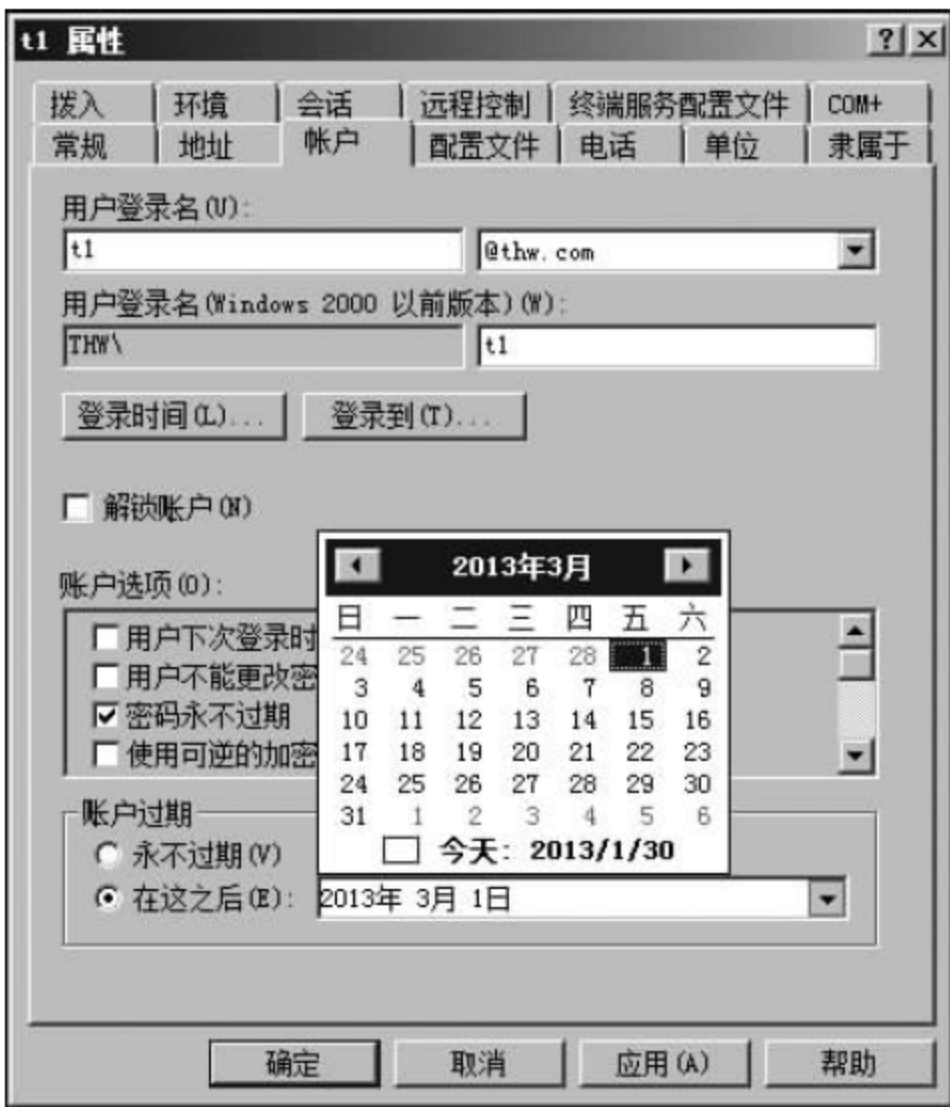 t1 属性
拨入 环境 会话 远程控制 终端服务配置文件 COM+
常规 地址 帐户 配置文件 电话 单位 隶属于
用户登录名(U):
t1 @thw.com
用户登录名(Windows 2000 以前版本)(W):
THW\ t1
登录时间(L)... 登录到(T)...
解锁账户(N)
账户选项(O):
用户下次登录时
用户不能更改密
密码永不过期
使用可逆的加密
2013年3月
日 一 二 三 四 五 六
24 25 26 27 28 1 2
3 4 5 6 7 8 9
10 11 12 13 14 15 16
17 18 19 20 21 22 23
24 25 26 27 28 29 30
31 1 2 3 4 5 6
今天: 2013/1/30
账户过期
永不过期(V)
在这之后(E): 2013年 3月 1日
确定 取消 应用(A) 帮助